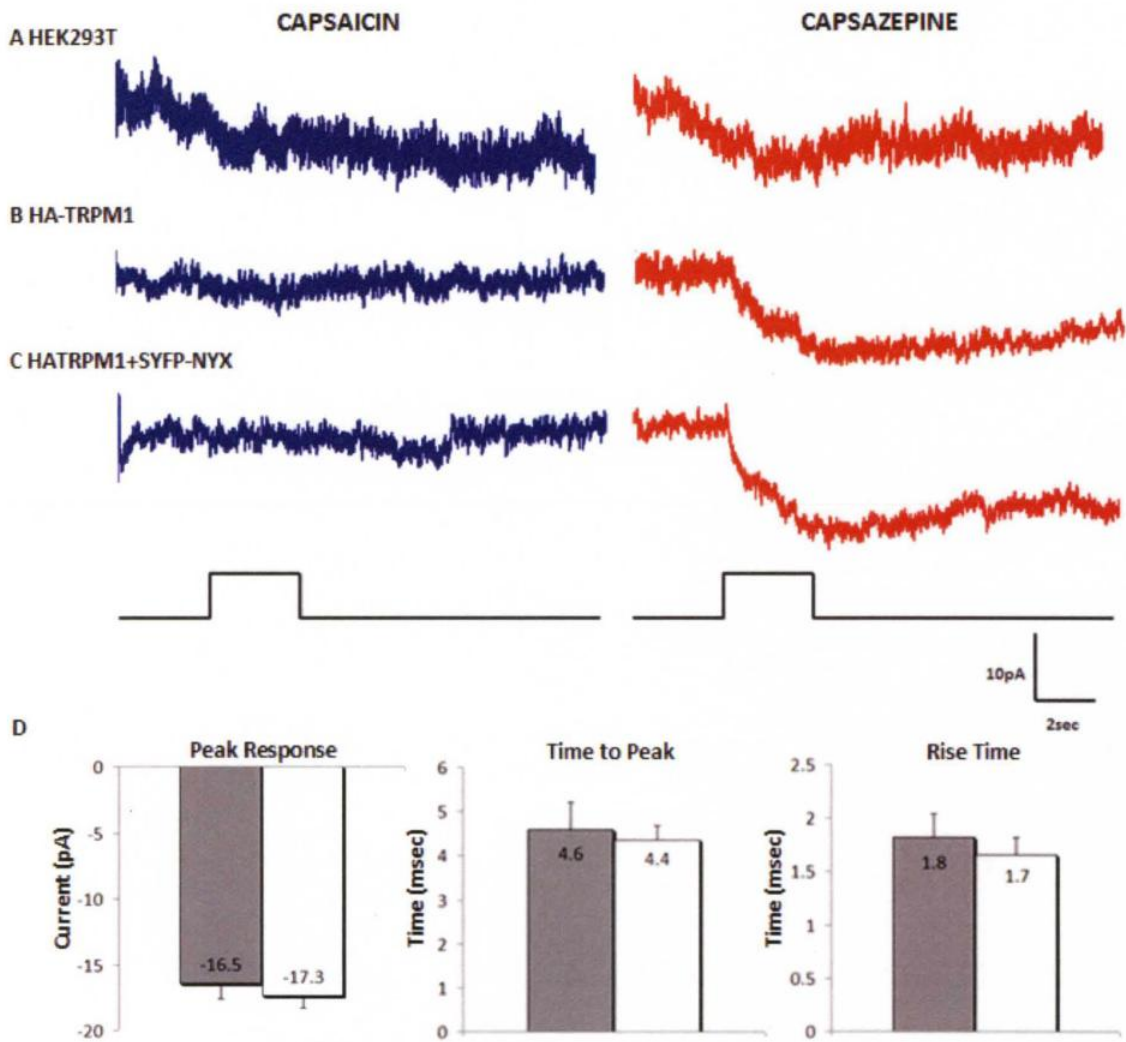 CAPSAICIN
CAPSAZEPINE
A HEK293T
B HA-TRPM1
C HATRPM1+SYFP-NYX
10pA
2sec
D
Peak Response
Time to Peak
Rise Time
Current (pA)
0
-5
-10
-15
-20
-16.5
-17.3
Time (msec)
6
5
4
3
2
1
0
4.6
4.4
Time (msec)
2.5
2
1.5
1
0.5
0
1.8
1.7